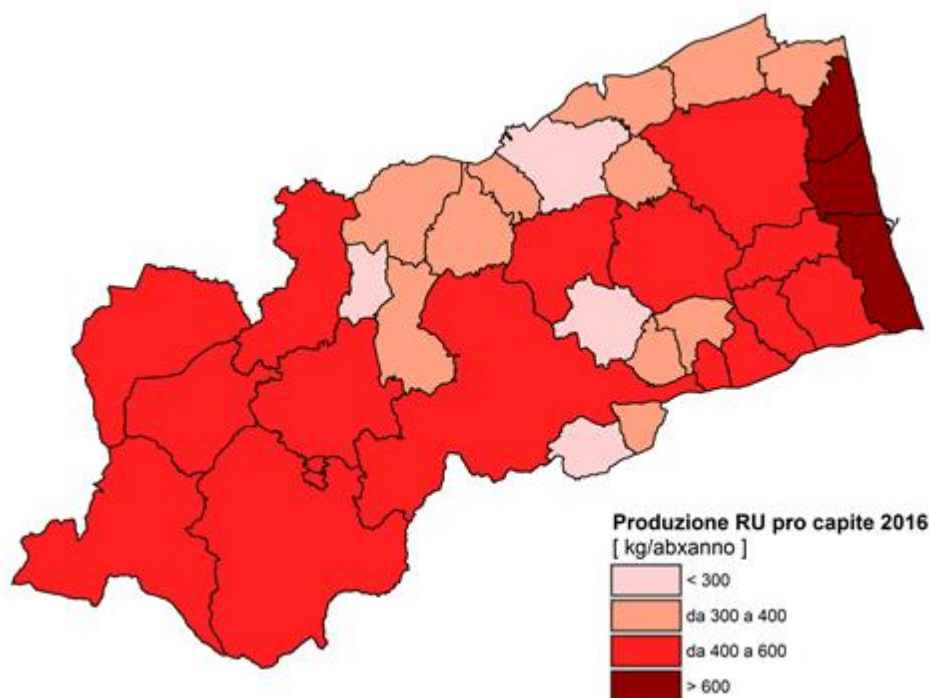 Produzione RU pro capite 2016
[ kg/abxanno ]
< 300
da 300 a 400
da 400 a 600
> 600